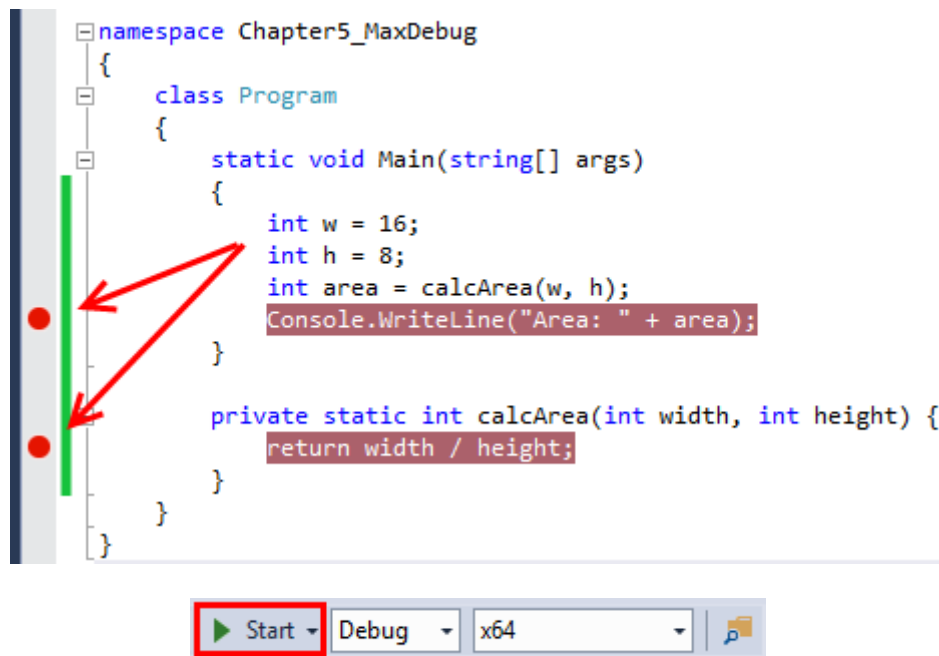 namespace Chapter5_MaxDebug
{
class Program
{
static void Main(string[] args)
{
int w = 16;
int h = 8;
int area = calcArea(w, h);
Console.WriteLine("Area: " + area);
}
private static int calcArea(int width, int height) {
return width / height;
}
}
}
Start Debug x64